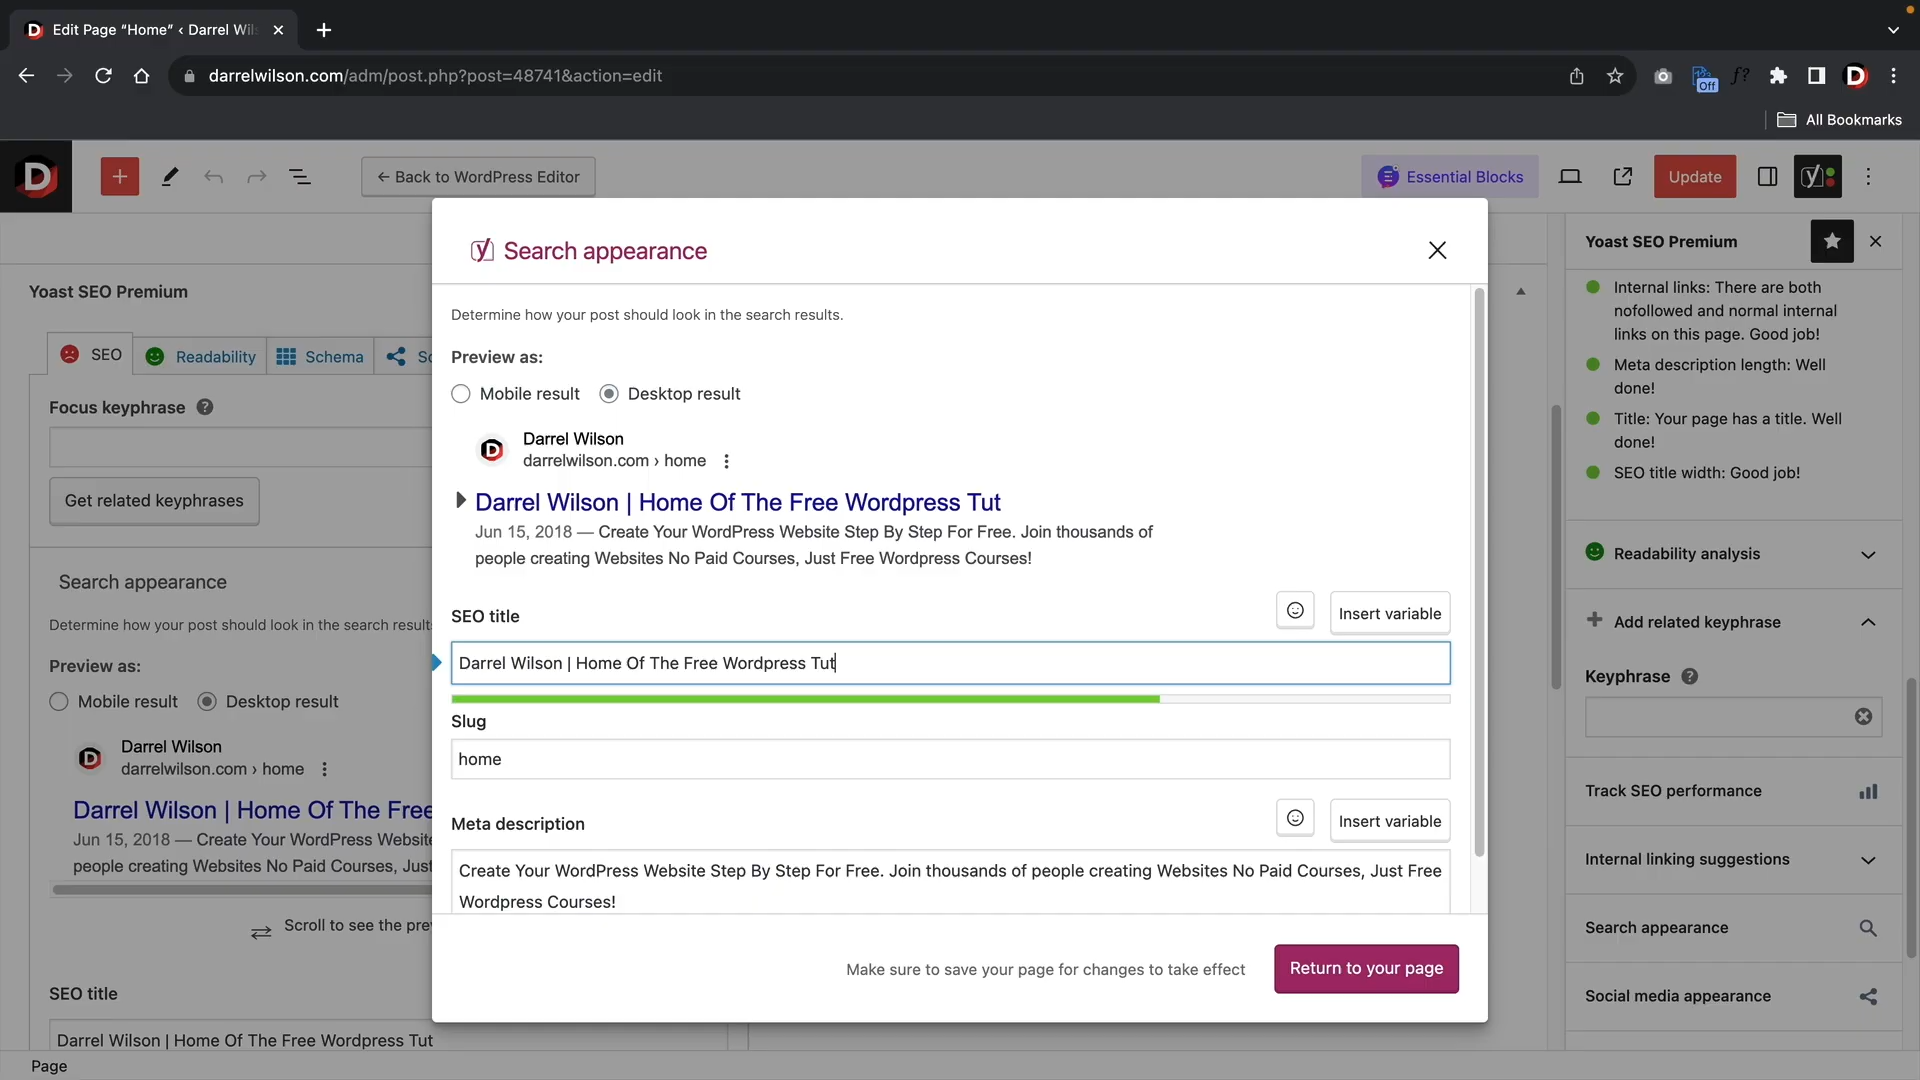 Edit Page “Home” ‹ Darrel Wil
darrelwilson.com/adm/post.php?post=48741&action=edit
Off
f?
D
All Bookmarks
D
← Back to WordPress Editor
Essential Blocks
Update
Yoast SEO Premium
SEO
Readability
Schema
Focus keyphrase
Get related keyphrases
Search appearance
Determine how your post should look in the search result
Preview as:
Mobile result
Desktop result
Darrel Wilson
darrelwilson.com › home
Darrel Wilson | Home Of The Free
Jun 15, 2018 — Create Your WordPress Website
people creating Websites No Paid Courses, Just
Scroll to see the pre
SEO title
Darrel Wilson | Home Of The Free Wordpress Tut
Page
Search appearance
Determine how your post should look in the search results.
Preview as:
Mobile result
Desktop result
Darrel Wilson
darrelwilson.com › home
Darrel Wilson | Home Of The Free Wordpress Tut
Jun 15, 2018 — Create Your WordPress Website Step By Step For Free. Join thousands of
people creating Websites No Paid Courses, Just Free Wordpress Courses!
SEO title
Insert variable
Darrel Wilson | Home Of The Free Wordpress Tut
Slug
home
Meta description
Insert variable
Create Your WordPress Website Step By Step For Free. Join thousands of people creating Websites No Paid Courses, Just Free
Wordpress Courses!
Make sure to save your page for changes to take effect
Return to your page
Yoast SEO Premium
Internal links: There are both
nofollowed and normal internal
links on this page. Good job!
Meta description length: Well
done!
Title: Your page has a title. Well
done!
SEO title width: Good job!
Readability analysis
Add related keyphrase
Keyphrase
Track SEO performance
Internal linking suggestions
Search appearance
Social media appearance